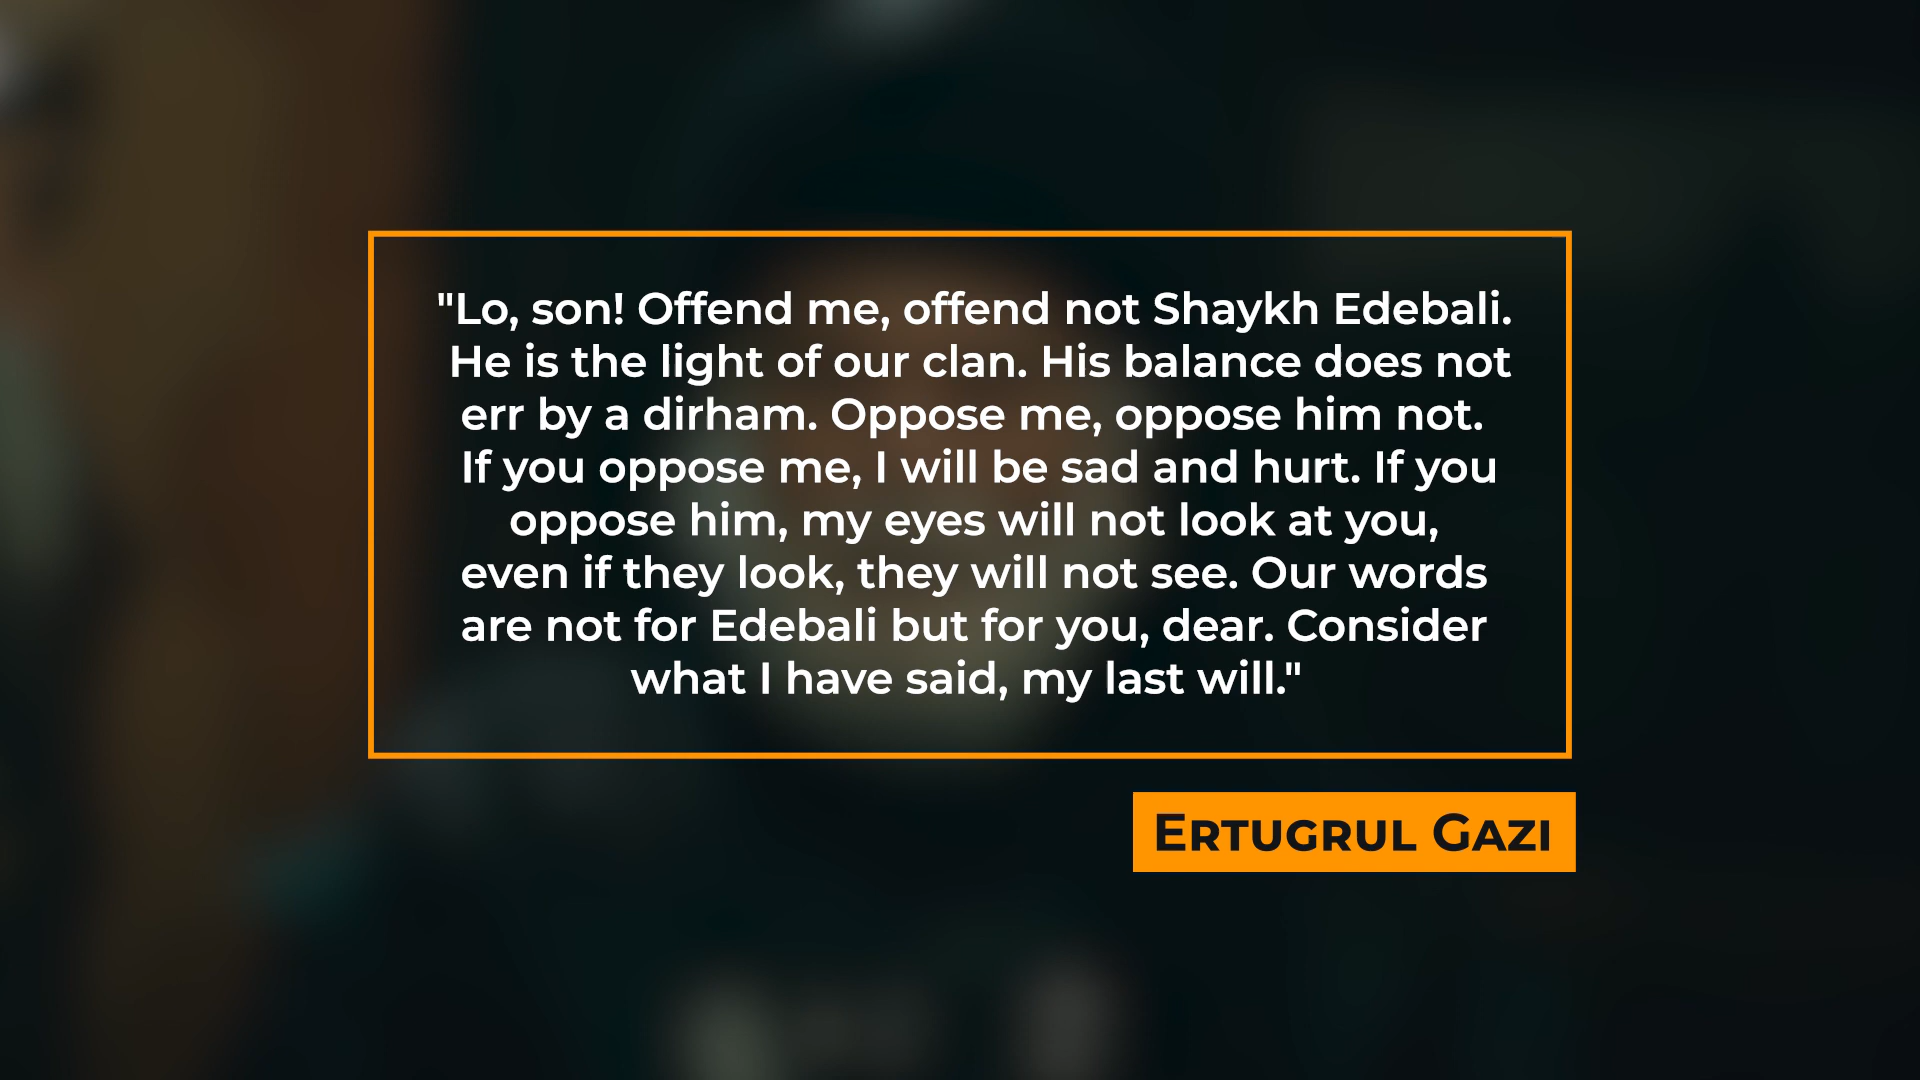 "Lo, son! Offend me, offend not Shaykh Edebali.
He is the light of our clan. His balance does not
err by a dirham. Oppose me, oppose him not.
If you oppose me, I will be sad and hurt. If you
oppose him, my eyes will not look at you,
even if they look, they will not see. Our words
are not for Edebali but for you, dear. Consider
what I have said, my last will."
Ertugrul Gazi